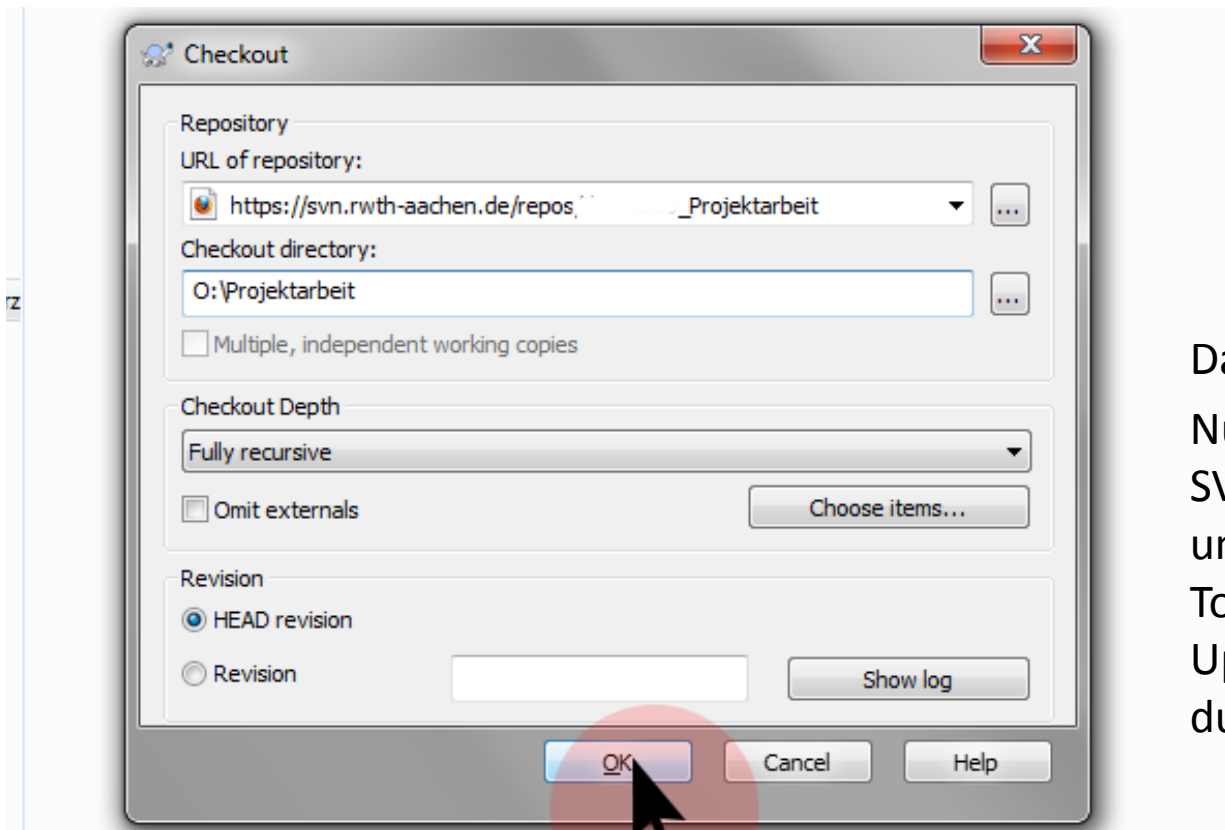 Checkout
Repository
URL of repository:
https://svn.rwth-aachen.de/repos _Projektarbeit
...
Checkout directory:
O:\Projektarbeit
...
Multiple, independent working copies
Checkout Depth
Fully recursive
Omit externals
Choose items...
Revision
HEAD revision
Revision
Show log
OK
Cancel
Help